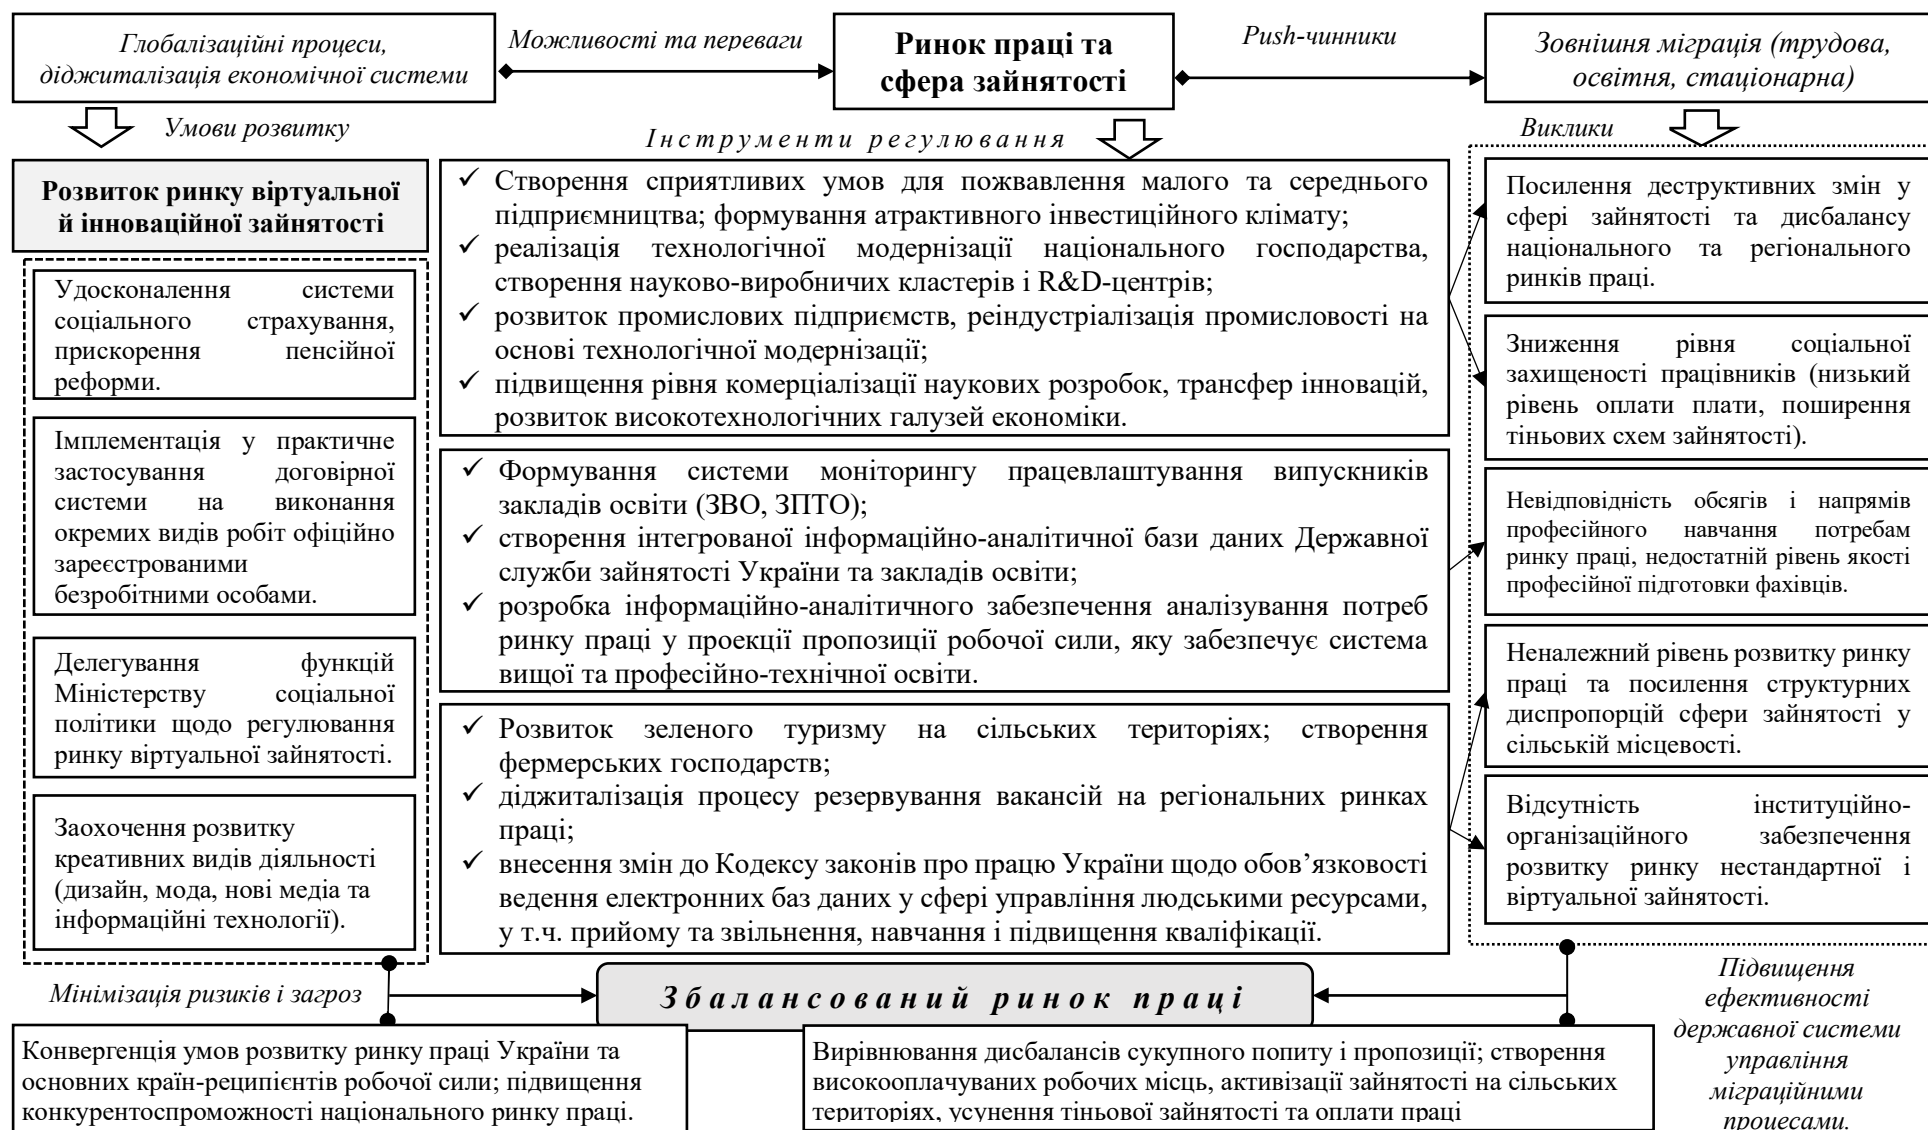 Глобалізаційні процеси,
діджиталізація економічної системи
Можливості та переваги
Ринок праці та
сфера зайнятості
Push-чинники
Зовнішня міграція (трудова,
освітня, стаціонарна)
Умови розвитку
Інструменти регулювання
Виклики
Розвиток ринку віртуальної
й інноваційної зайнятості
Удосконалення системи
соціального страхування,
прискорення пенсійної
реформи.
Імплементація у практичне
застосування договірної
системи на виконання
окремих видів робіт офіційно
зареєстрованими
безробітними особами.
Делегування функцій
Міністерству соціальної
політики щодо регулювання
ринку віртуальної зайнятості.
Заохочення розвитку
креативних видів діяльності
(дизайн, мода, нові медіа та
інформаційні технології).
✓ Створення сприятливих умов для пожвавлення малого та середнього
підприємництва; формування атрактивного інвестиційного клімату;
✓ реалізація технологічної модернізації національного господарства,
створення науково-виробничих кластерів і R&D-центрів;
✓ розвиток промислових підприємств, реіндустріалізація промисловості на
основі технологічної модернізації;
✓ підвищення рівня комерціалізації наукових розробок, трансфер інновацій,
розвиток високотехнологічних галузей економіки.
✓ Формування системи моніторингу працевлаштування випускників
закладів освіти (ЗВО, ЗПТО);
✓ створення інтегрованої інформаційно-аналітичної бази даних Державної
служби зайнятості України та закладів освіти;
✓ розробка інформаційно-аналітичного забезпечення аналізування потреб
ринку праці у проекції пропозиції робочої сили, яку забезпечує система
вищої та професійно-технічної освіти.
✓ Розвиток зеленого туризму на сільських територіях; створення
фермерських господарств;
✓ діджиталізація процесу резервування вакансій на регіональних ринках
праці;
✓ внесення змін до Кодексу законів про працю України щодо обов’язковості
ведення електронних баз даних у сфері управління людськими ресурсами,
у т.ч. прийому та звільнення, навчання і підвищення кваліфікації.
Посилення деструктивних змін у
сфері зайнятості та дисбалансу
національного та регіонального
ринків праці.
Зниження рівня соціальної
захищеності працівників (низький
рівень оплати плати, поширення
тіньових схем зайнятості).
Невідповідність обсягів і напрямів
професійного навчання потребам
ринку праці, недостатній рівень якості
професійної підготовки фахівців.
Неналежний рівень розвитку ринку
праці та посилення структурних
диспропорцій сфери зайнятості у
сільській місцевості.
Відсутність інституційно-
організаційного забезпечення
розвитку ринку нестандартної і
віртуальної зайнятості.
Мінімізація ризиків і загроз
Збалансований ринок праці
Підвищення
ефективності
державної системи
управління
міграційними
процесами.
Конвергенція умов розвитку ринку праці України та
основних країн-реципієнтів робочої сили; підвищення
конкурентоспроможності національного ринку праці.
Вирівнювання дисбалансів сукупного попиту і пропозиції; створення
високооплачуваних робочих місць, активізації зайнятості на сільських
територіях, усунення тіньової зайнятості та оплати праці